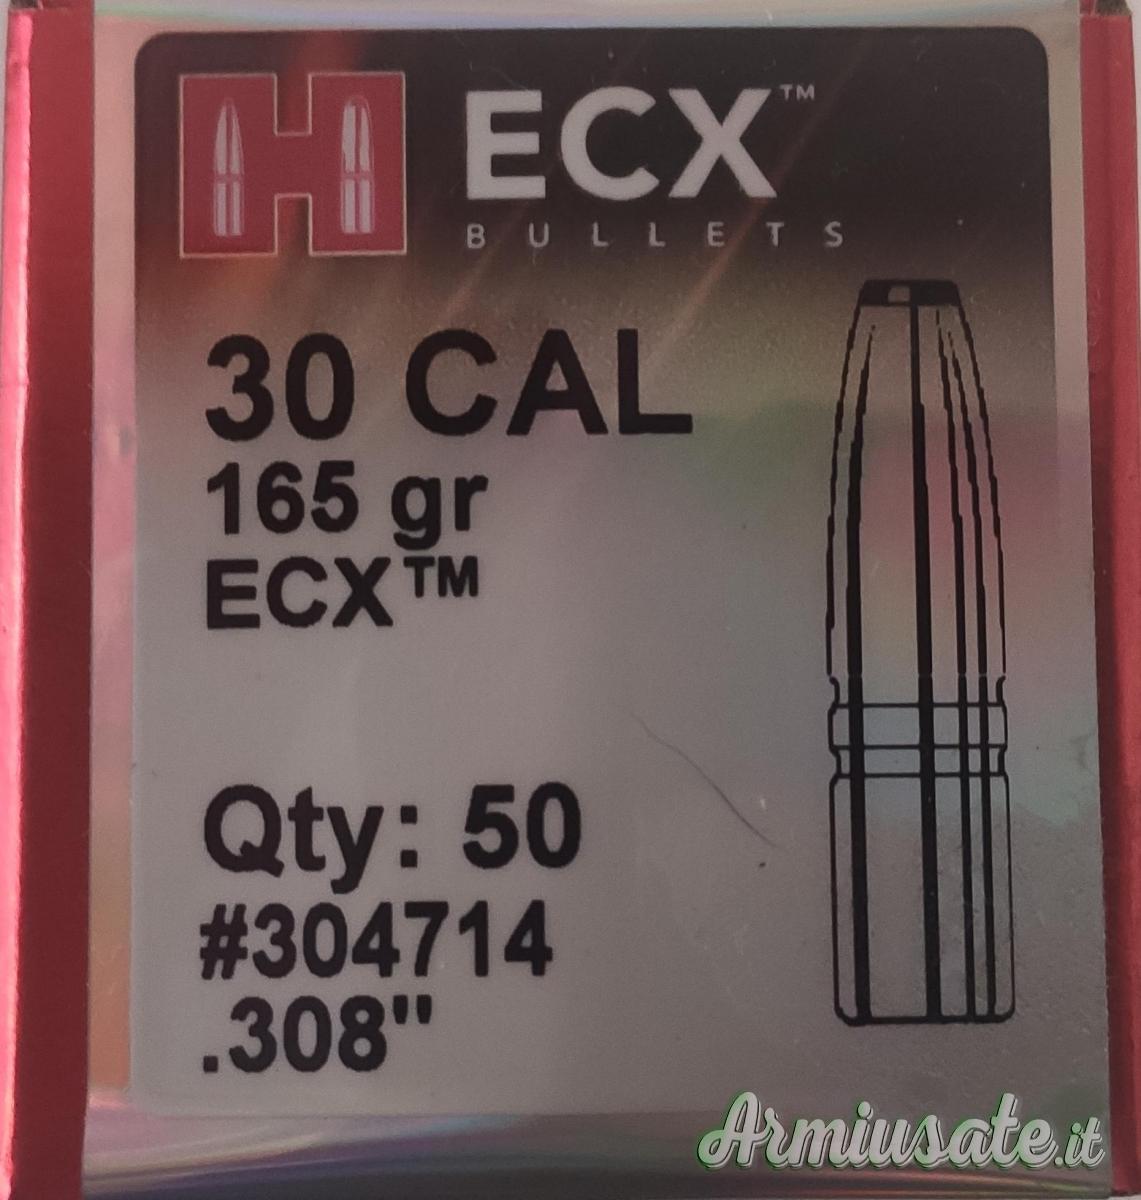 H ECX™
BULLETS
30 CAL
165 gr
ECX™
Qty: 50
#304714
.308"
Armiusate.it